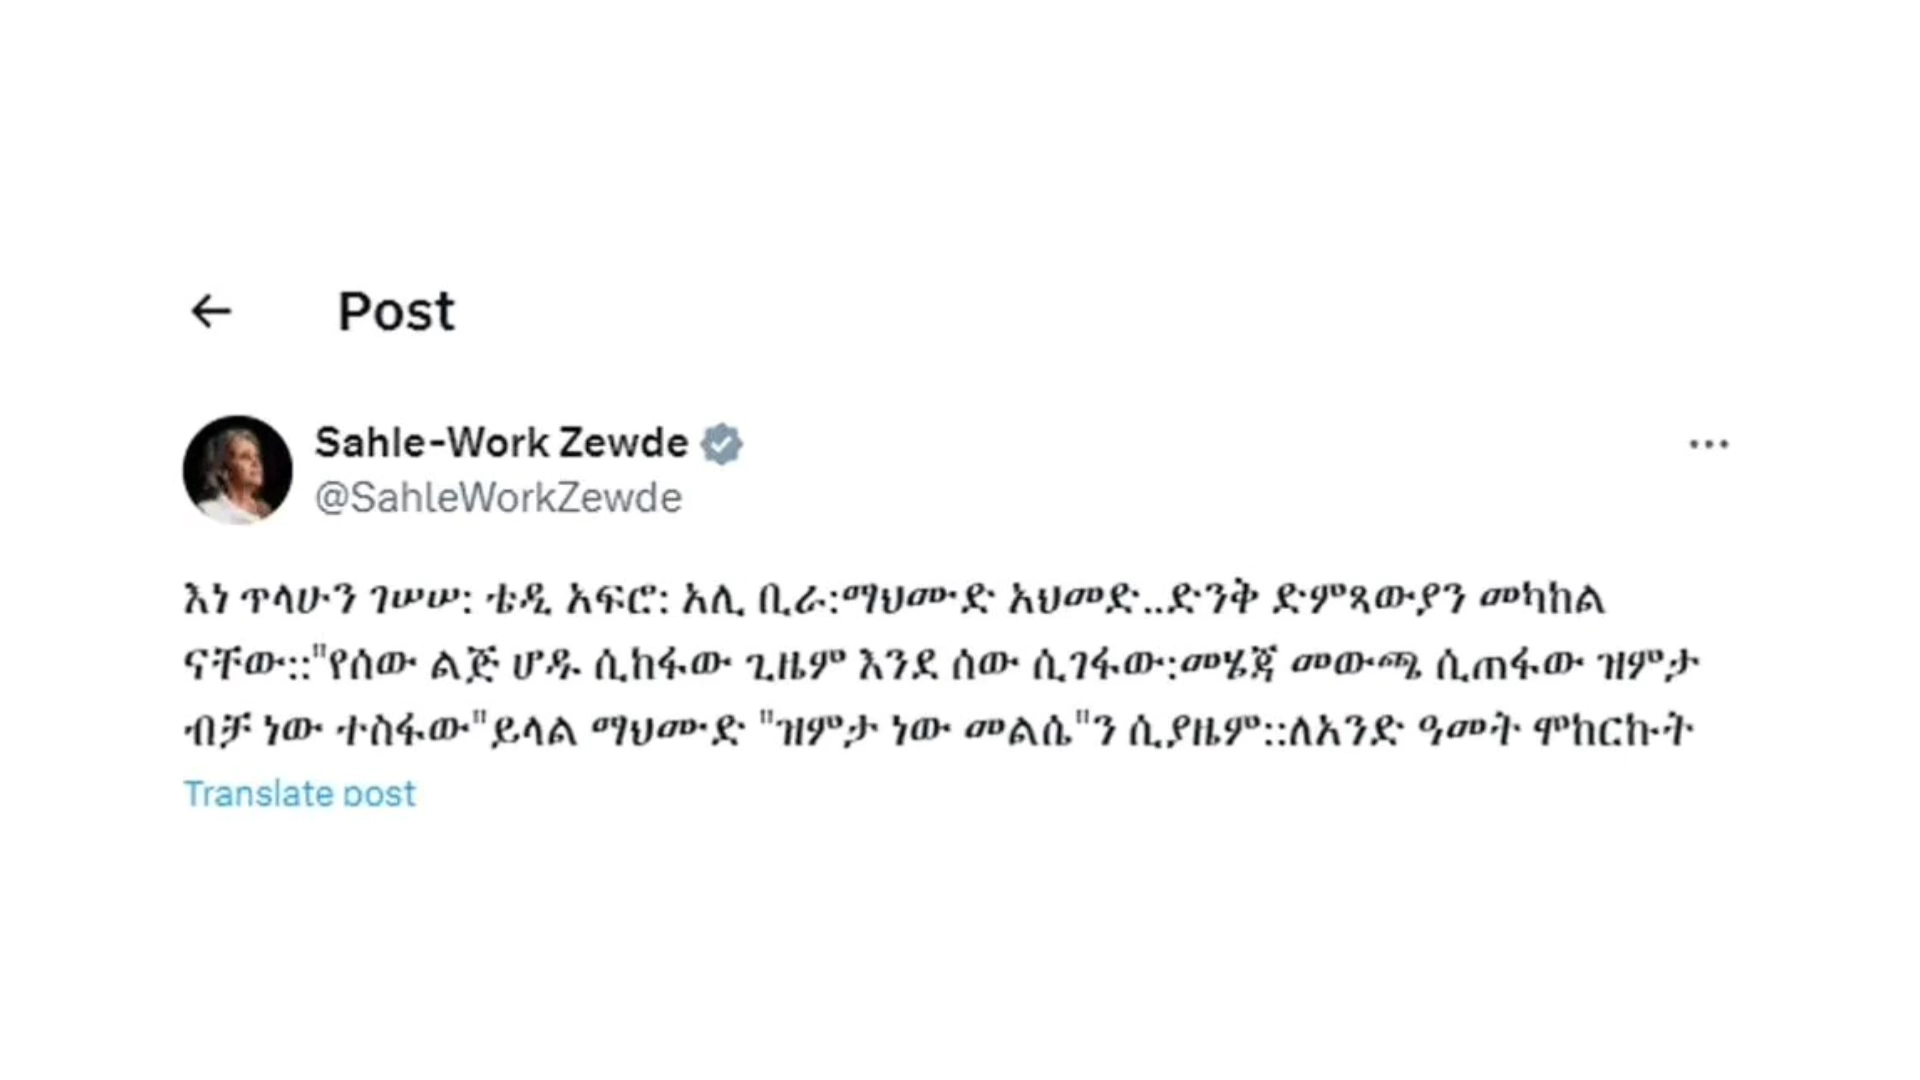 Post
Sahle-Work Zewde
@SahleWorkZewde
እነ ጥላሁን ገሠሠ: ቴዲ አፍሮ: አሊ ቢራ:ማህሙድ አህመድ..ድንቅ ድምጻውያን መካከል
ናቸው::"የሰው ልጅ ሆዱ ሲከፋው ጊዜም እንደ ሰው ሲገፋው:መሄጃ መውጫ ሲጠፋው ዝምታ
ብቻ ነው ተስፋው"ይላል ማህሙድ "ዝምታ ነው መልሴ"ን ሲያዜም::ለአንድ ዓመት ሞከርኩት
Translate post